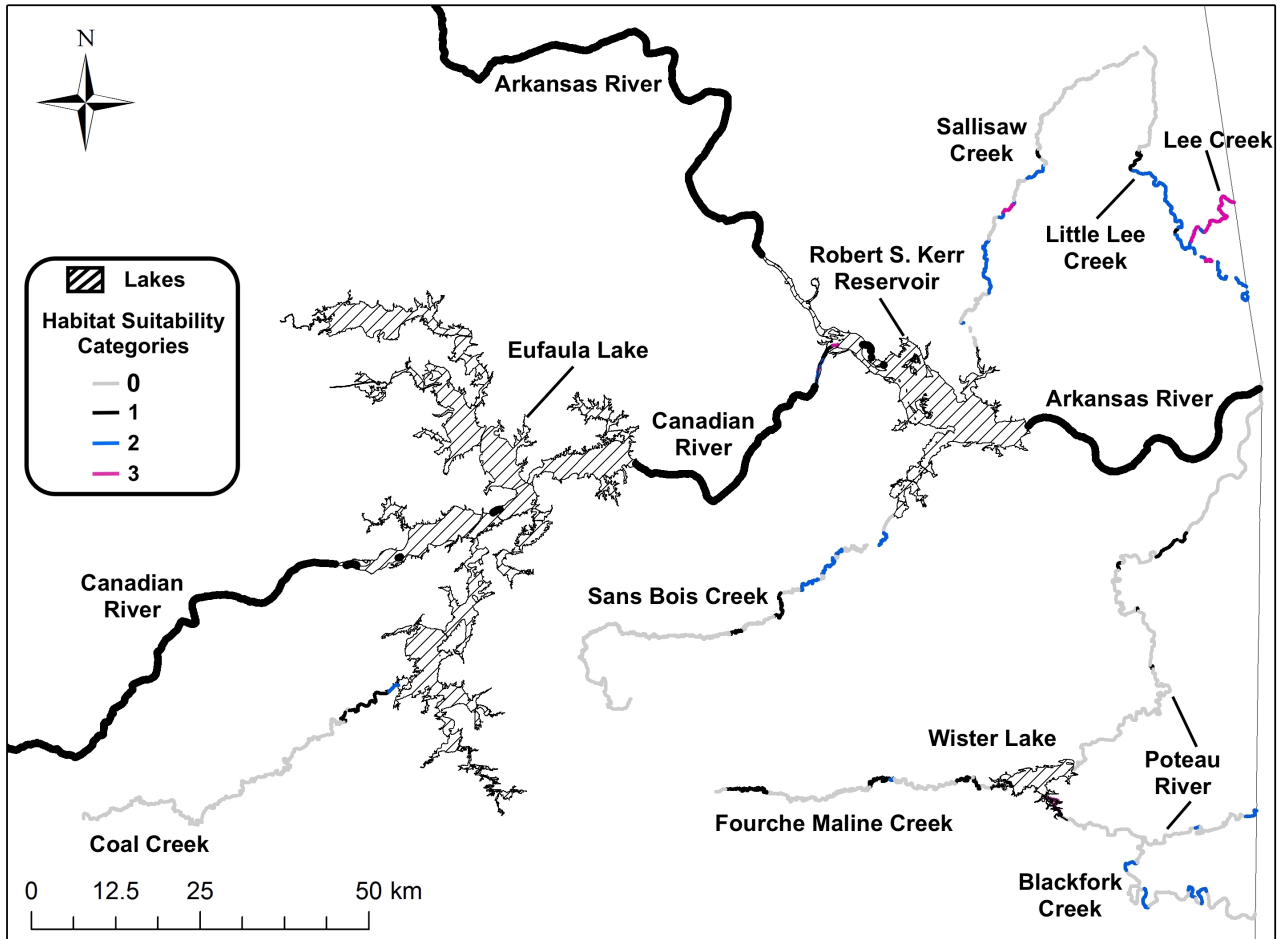 N
Arkansas River
Sallisaw
Creek
Lee Creek
Little Lee
Creek
Robert S. Kerr
Reservoir
Lakes
Habitat Suitability
Categories
0
1
2
3
Eufaula Lake
Canadian
River
Arkansas River
Canadian
River
Sans Bois Creek
Wister Lake
Poteau
River
Fourche Maline Creek
Coal Creek
Blackfork
Creek
0 12.5 25 50 km